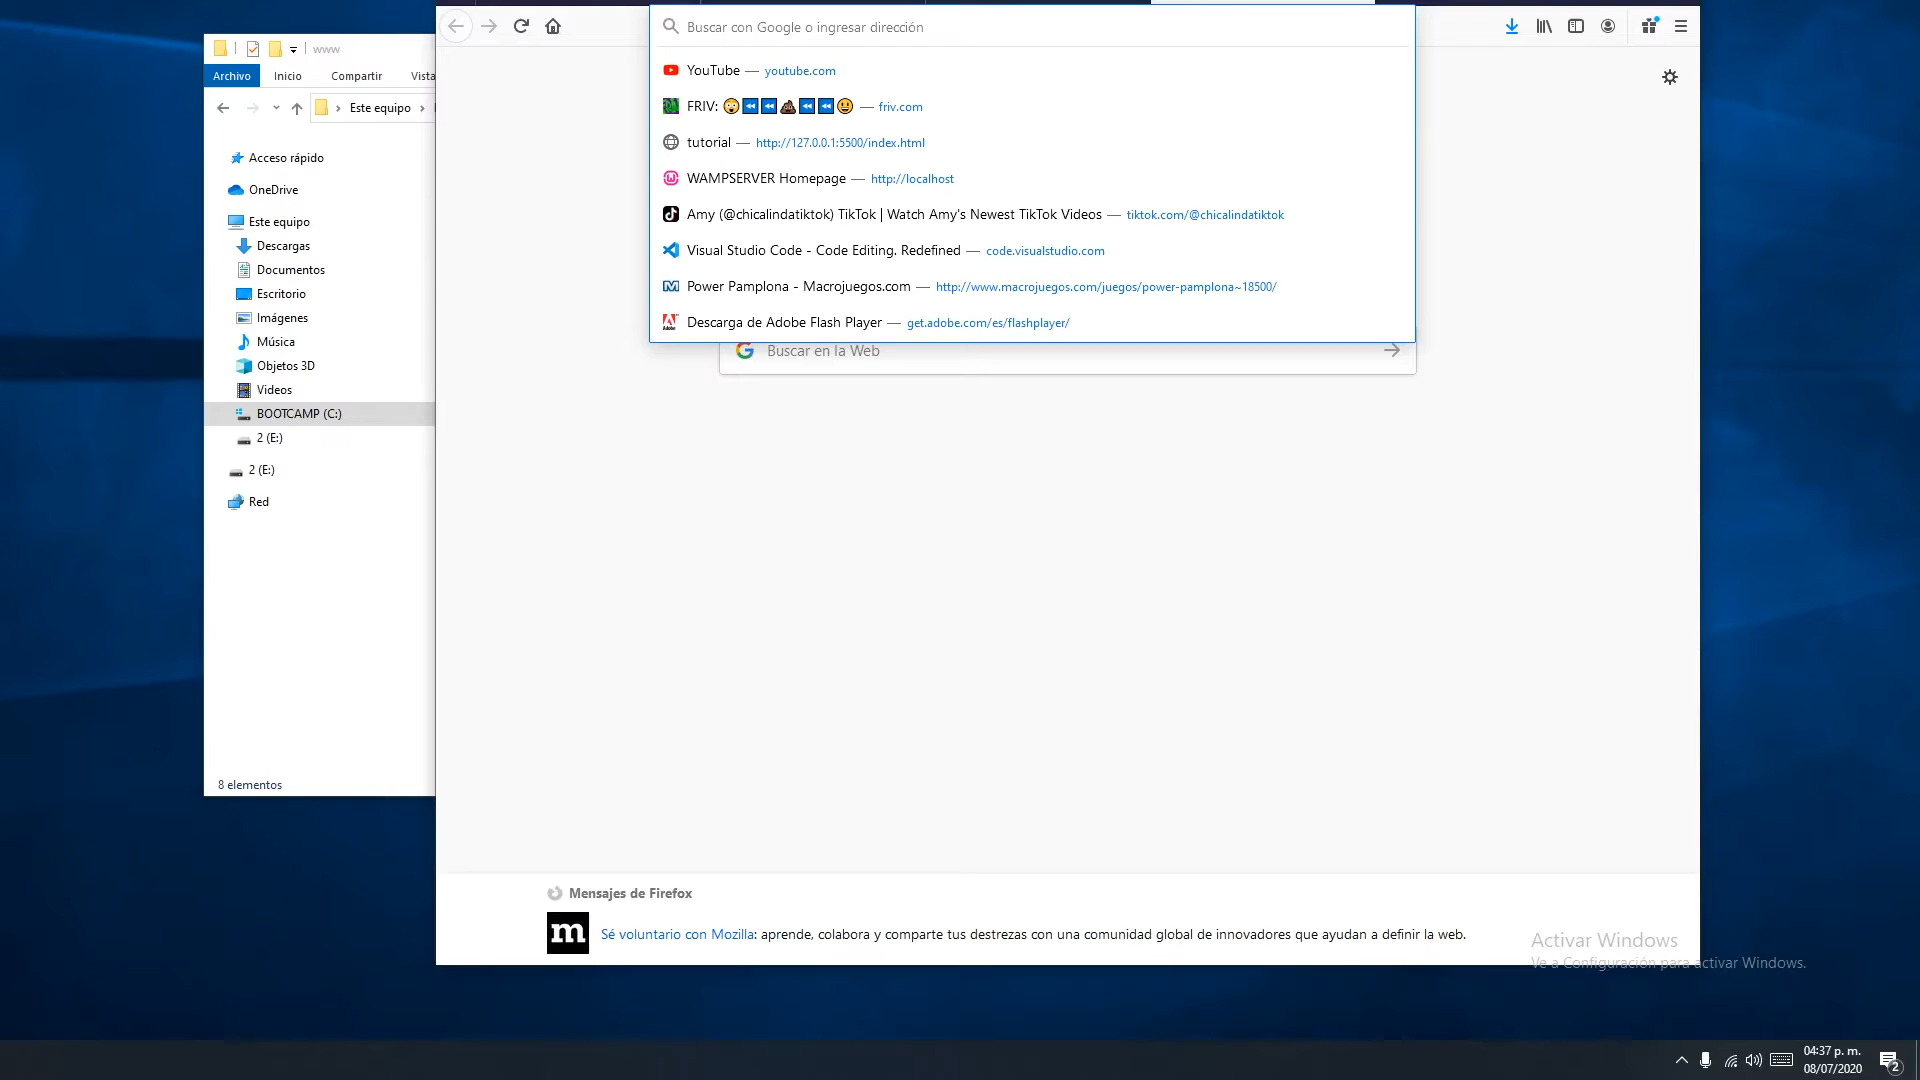 www
Archivo Inicio Compartir Vista
Este equipo
Acceso rápido
OneDrive
Este equipo
Descargas
Documentos
Escritorio
Imágenes
Música
Objetos 3D
Videos
BOOTCAMP (C:)
2 (E:)
2 (E:)
Red
8 elementos
Buscar con Google o ingresar dirección
YouTube — youtube.com
FRIV: 😲⏪⏪💩⏪⏪😃 — friv.com
tutorial — http://127.0.0.1:5500/index.html
WAMPSERVER Homepage — http://localhost
Amy (@chicalindatiktok) TikTok | Watch Amy's Newest TikTok Videos — tiktok.com/@chicalindatiktok
Visual Studio Code - Code Editing. Redefined — code.visualstudio.com
Power Pamplona - Macrojuegos.com — http://www.macrojuegos.com/juegos/power-pamplona~18500/
Descarga de Adobe Flash Player — get.adobe.com/es/flashplayer/
Buscar en la Web
Mensajes de Firefox
m
Sé voluntario con Mozilla: aprende, colabora y comparte tus destrezas con una comunidad global de innovadores que ayudan a definir la web.
Activar Windows
Ve a Configuración para activar Windows.
04:37 p. m.
08/07/2020
2